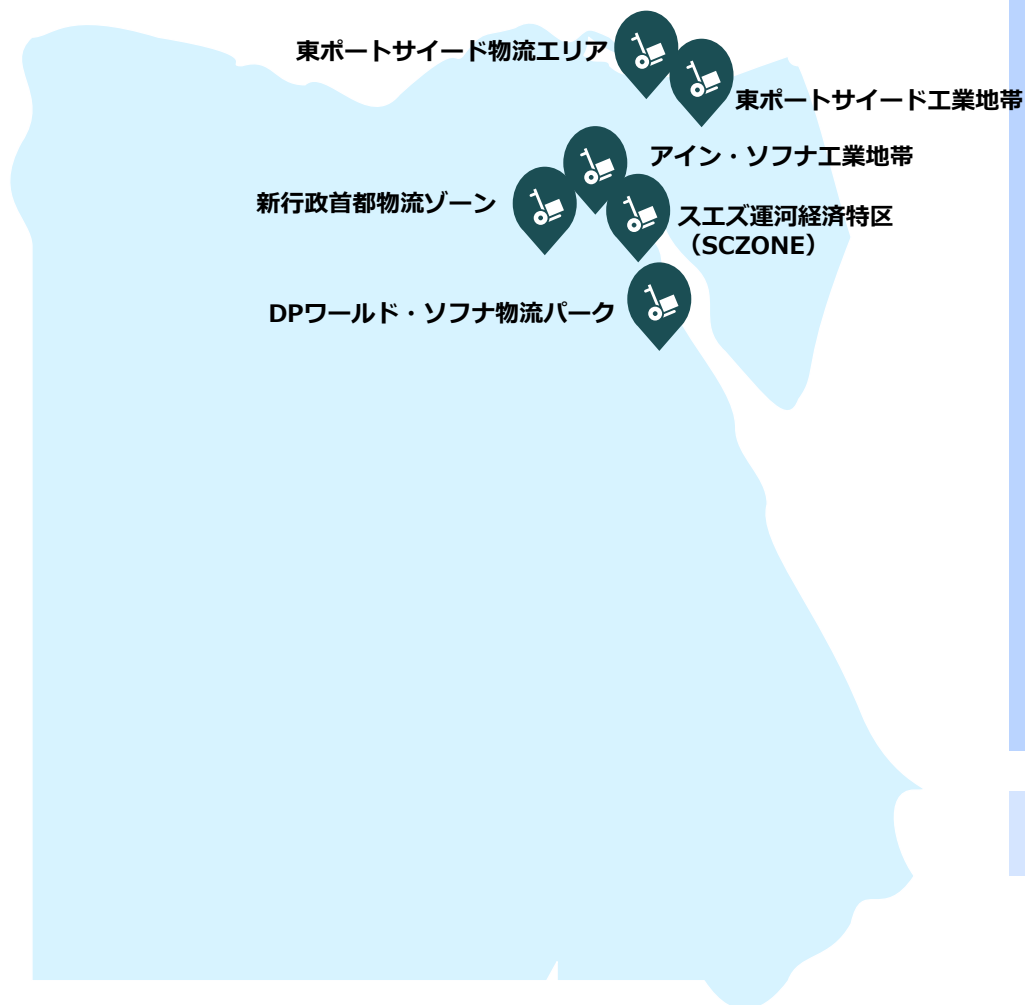 東ポートサイード物流エリア
東ポートサイード工業地帯
アイン・ソフナ工業地帯
新行政首都物流ゾーン
スエズ運河経済特区
（SCZONE）
DPワールド・ソフナ物流パーク